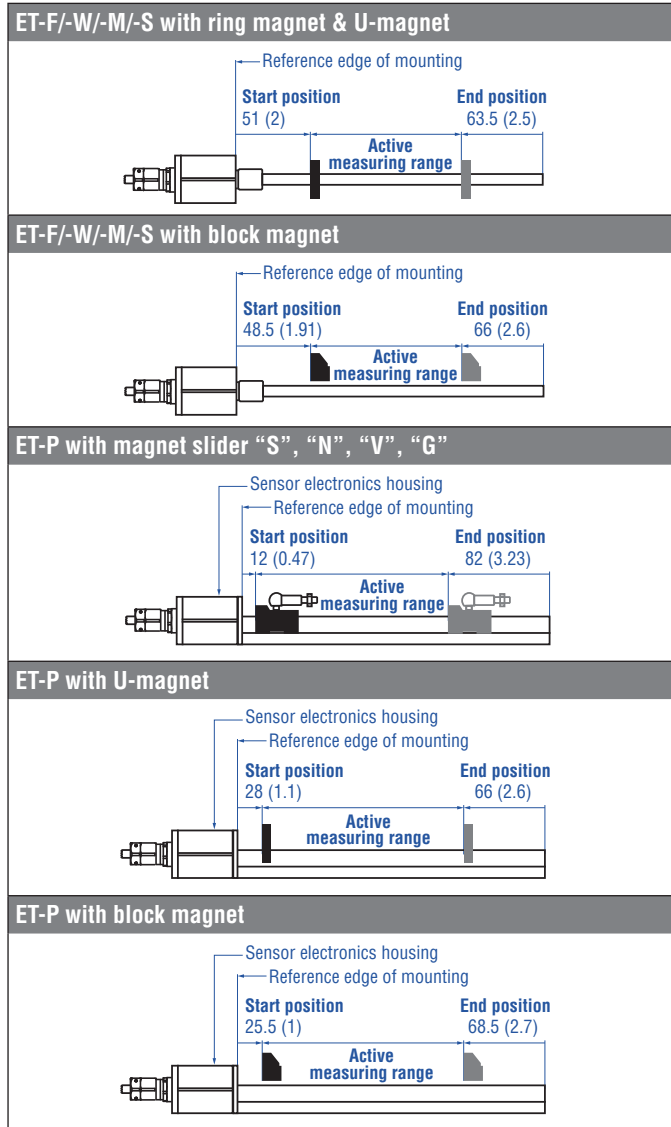 ET-F/-W/-M/-S with ring magnet & U-magnet
Reference edge of mounting
Start position
51 (2)
End position
63.5 (2.5)
Active
measuring range
ET-F/-W/-M/-S with block magnet
Reference edge of mounting
Start position
48.5 (1.91)
End position
66 (2.6)
Active
measuring range
ET-P with magnet slider “S”, “N”, “V”, “G”
Sensor electronics housing
Reference edge of mounting
Start position
12 (0.47)
End position
82 (3.23)
Active
measuring range
ET-P with U-magnet
Sensor electronics housing
Reference edge of mounting
Start position
28 (1.1)
End position
66 (2.6)
Active
measuring range
ET-P with block magnet
Sensor electronics housing
Reference edge of mounting
Start position
25.5 (1)
End position
68.5 (2.7)
Active
measuring range